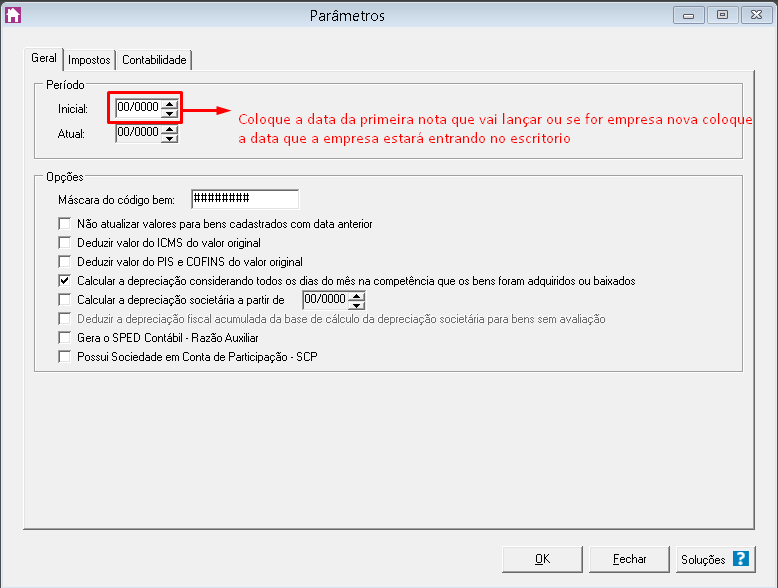 Parâmetros
Geral
Impostos
Contabilidade
Período
Inicial: 00/0000
Coloque a data da primeira nota que vai lançar ou se for empresa nova coloque
a data que a empresa estará entrando no escritorio
Atual: 00/0000
Opções
Máscara do código bem: ########
Não atualizar valores para bens cadastrados com data anterior
Deduzir valor do ICMS do valor original
Deduzir valor do PIS e COFINS do valor original
Calcular a depreciação considerando todos os dias do mês na competência que os bens foram adquiridos ou baixados
Calcular a depreciação societária a partir de 00/0000
Deduzir a depreciação fiscal acumulada da base de cálculo da depreciação societária para bens sem avaliação
Gera o SPED Contábil - Razão Auxiliar
Possui Sociedade em Conta de Participação - SCP
OK
Fechar
Soluções ?